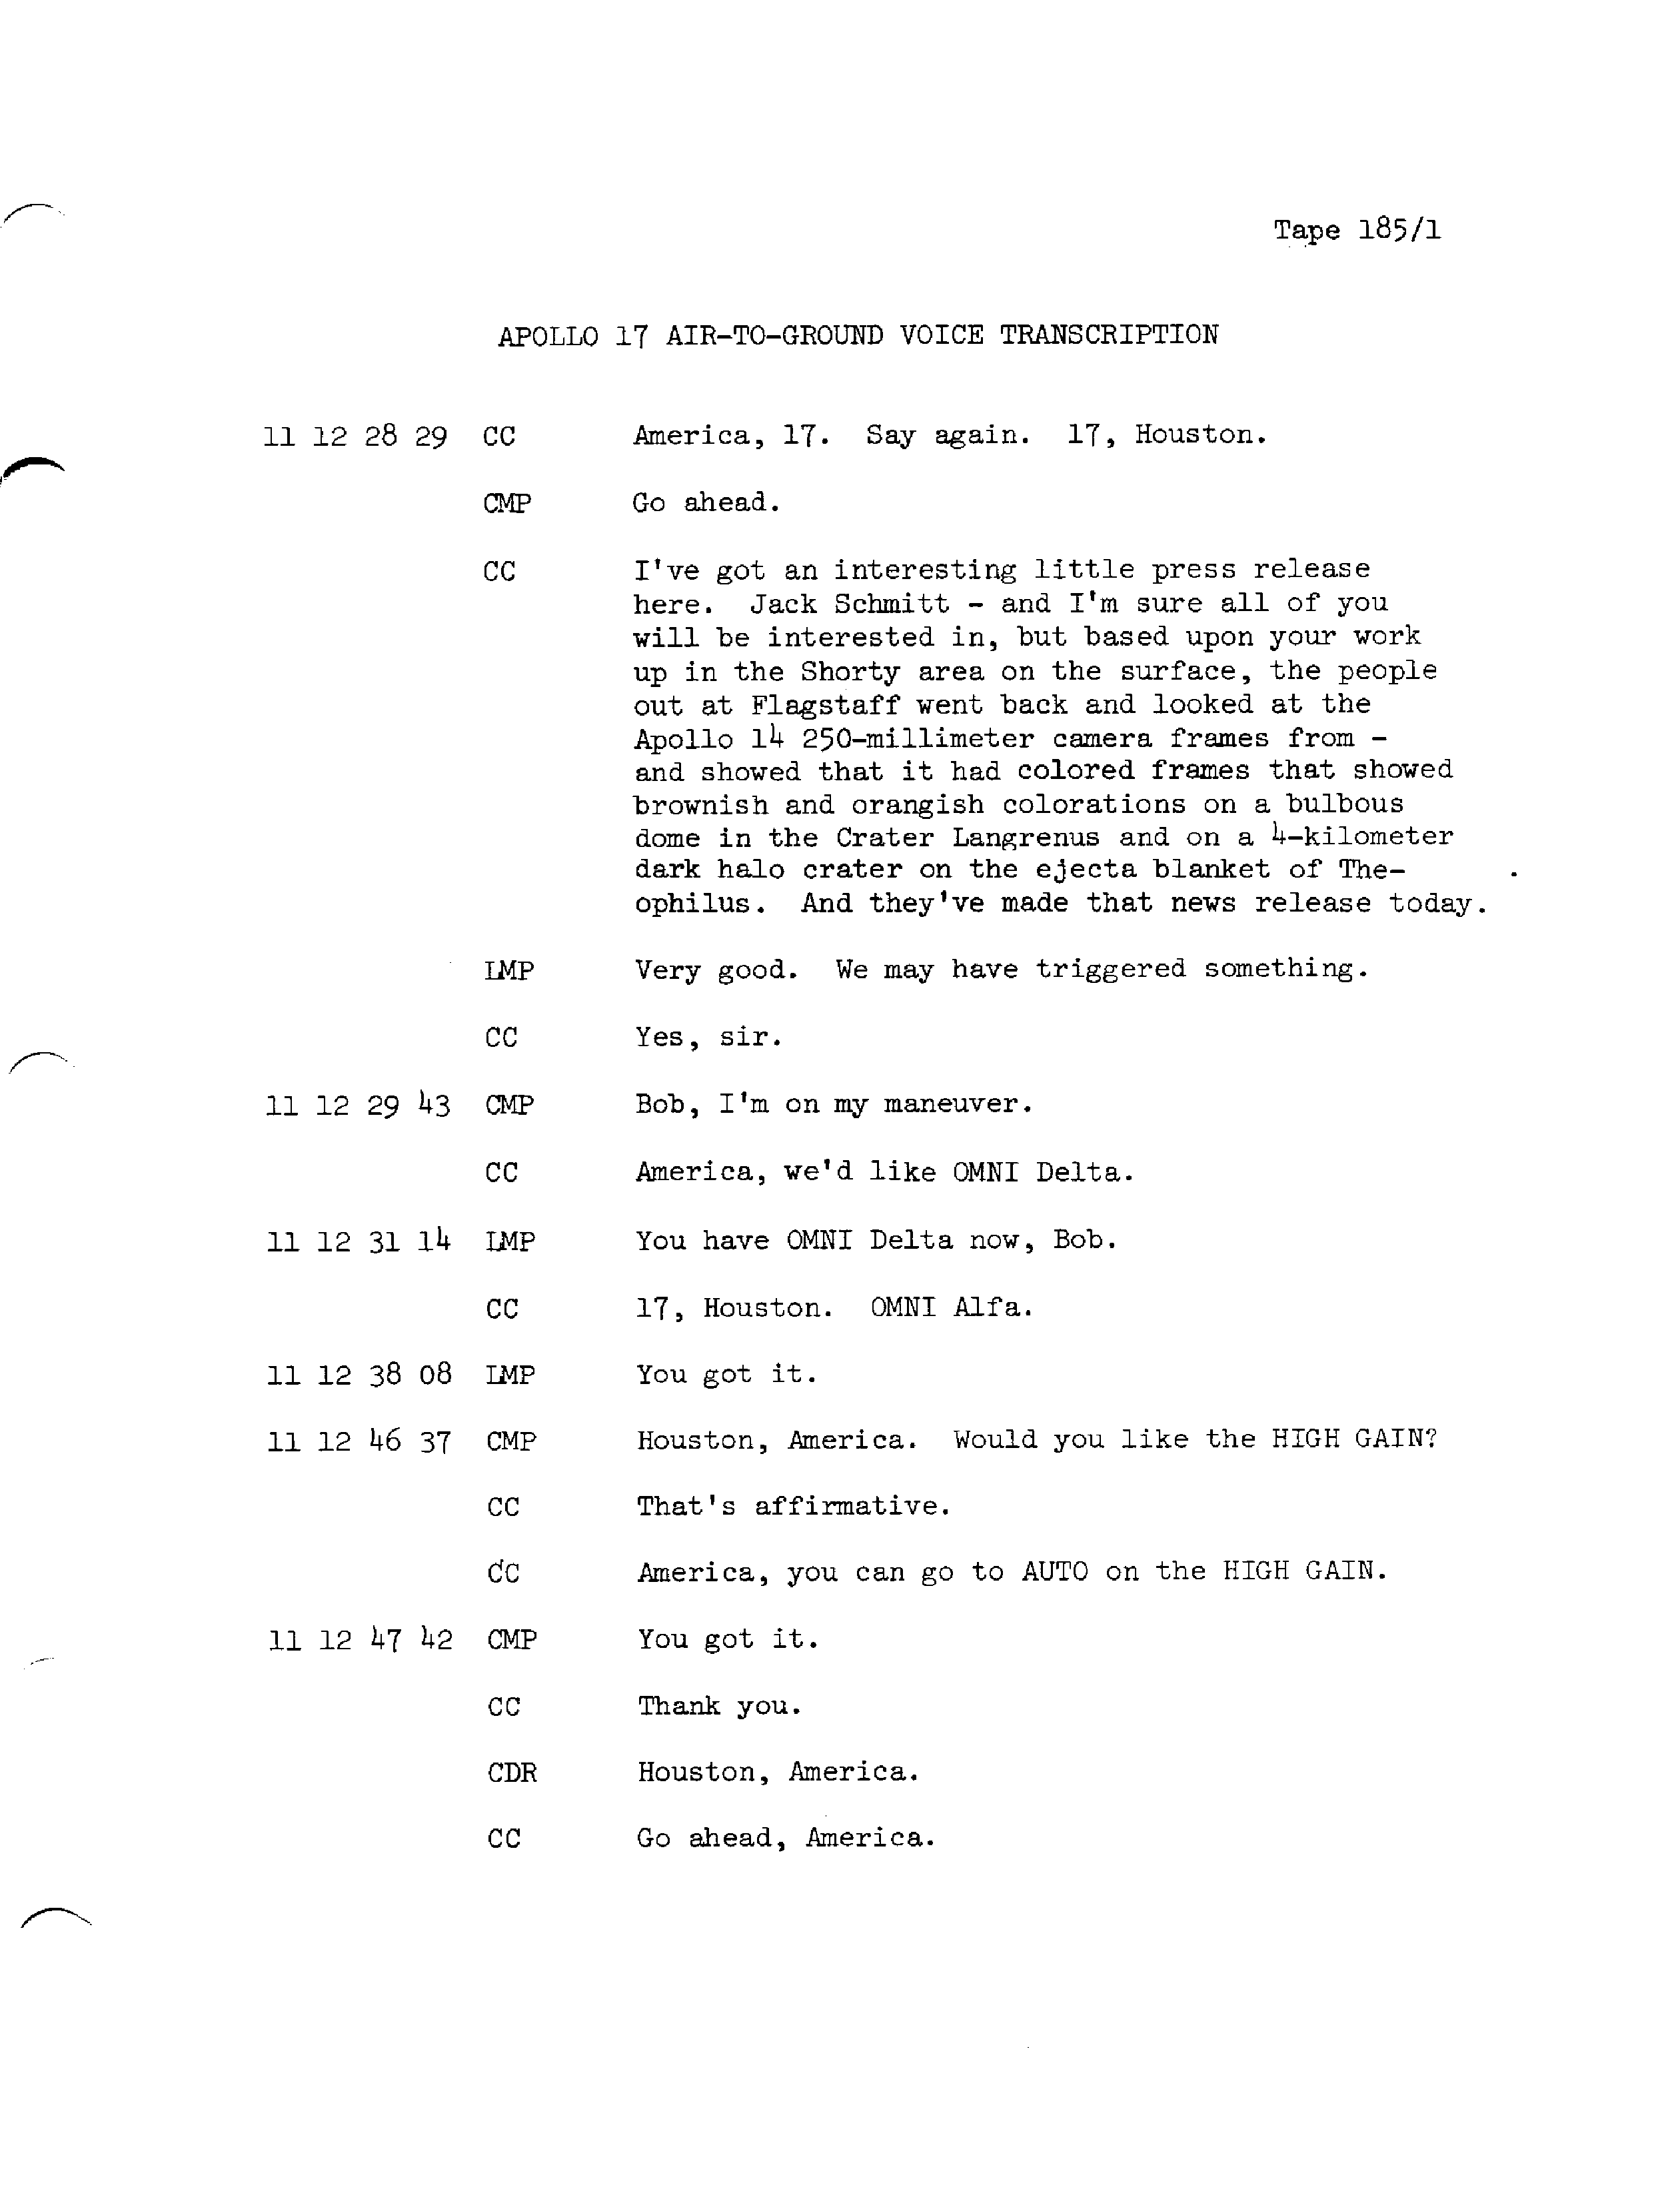 Tape 185/1
APOLLO 17 AIR-TO-GROUND VOICE TRANSCRIPTION
11 12 28 29 CC America, 17. Say again. 17, Houston.
CMP Go ahead.
CC I've got an interesting little press release
here. Jack Schmitt - and I'm sure all of you
will be interested in, but based upon your work
up in the Shorty area on the surface, the people
out at Flagstaff went back and looked at the
Apollo 14 250-millimeter camera frames from -
and showed that it had colored frames that showed
brownish and orangish colorations on a bulbous
dome in the Crater Langrenus and on a 4-kilometer
dark halo crater on the ejecta blanket of The-
ophilus. And they've made that news release today.
LMP Very good. We may have triggered something.
CC Yes, sir.
11 12 29 43 CMP Bob, I'm on my maneuver.
CC America, we'd like OMNI Delta.
11 12 31 14 LMP You have OMNI Delta now, Bob.
CC 17, Houston. OMNI Alfa.
11 12 38 08 LMP You got it.
11 12 46 37 CMP Houston, America. Would you like the HIGH GAIN?
CC That's affirmative.
CC America, you can go to AUTO on the HIGH GAIN.
11 12 47 42 CMP You got it.
CC Thank you.
CDR Houston, America.
CC Go ahead, America.